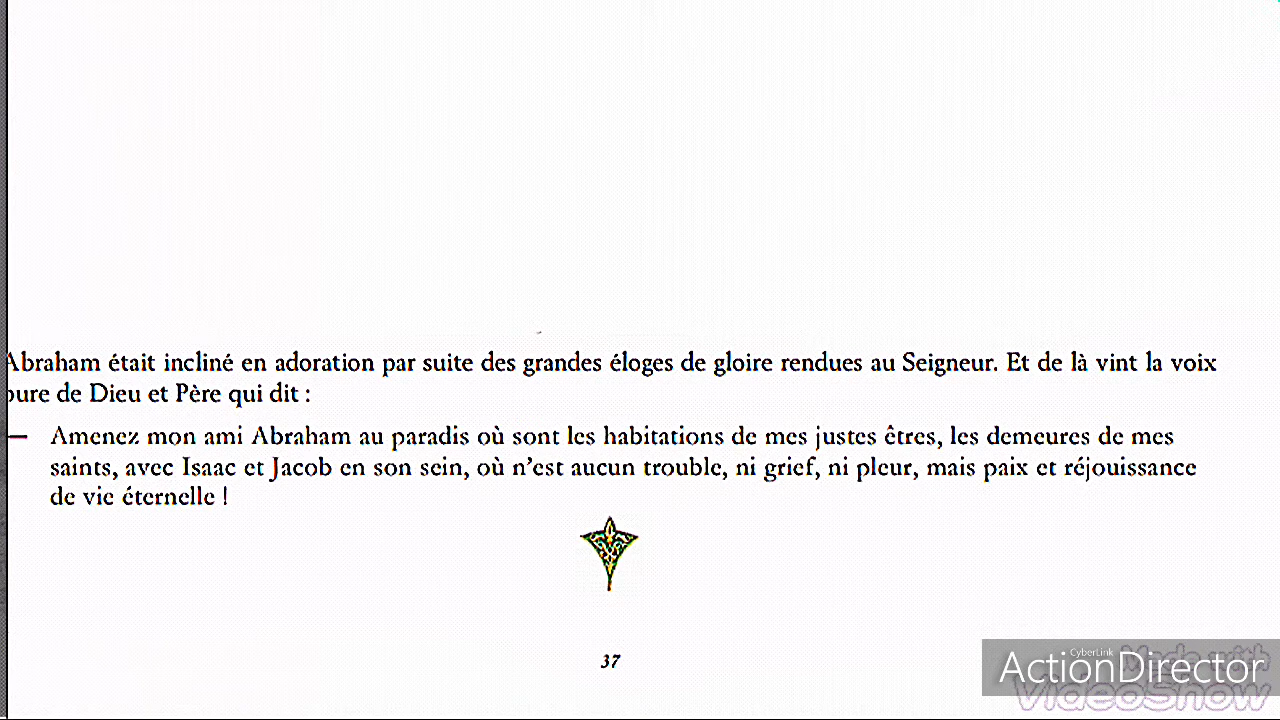 Abraham était incliné en adoration par suite des grandes éloges de gloire rendues au Seigneur. Et de là vint la voix
pure de Dieu et Père qui dit :
— Amenez mon ami Abraham au paradis où sont les habitations de mes justes êtres, les demeures de mes
saints, avec Isaac et Jacob en son sein, où n'est aucun trouble, ni grief, ni pleur, mais paix et réjouissance
de vie éternelle !
37
CyberLink
ActionDirector
Made with
VideoShow